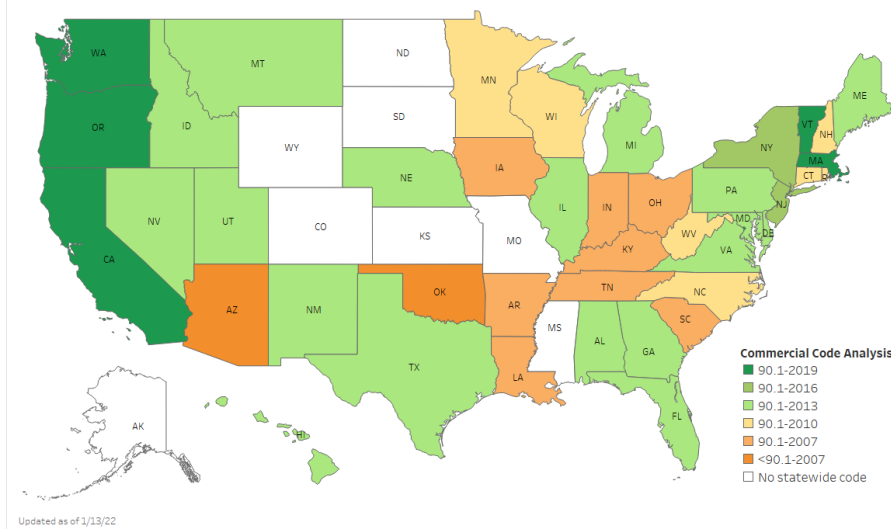 WA
MT
ND
MN
OR
ID
SD
WI
MI
ME
VT
NH
NY
MA
CT
RI
WY
NE
IA
PA
NJ
NV
UT
CO
KS
MO
IL
IN
OH
WV
MD
DE
VA
KY
CA
AZ
NM
OK
AR
TN
NC
SC
TX
LA
MS
AL
GA
FL
AK
HI
Commercial Code Analysis
90.1-2019
90.1-2016
90.1-2013
90.1-2010
90.1-2007
<90.1-2007
No statewide code
Updated as of 1/13/22